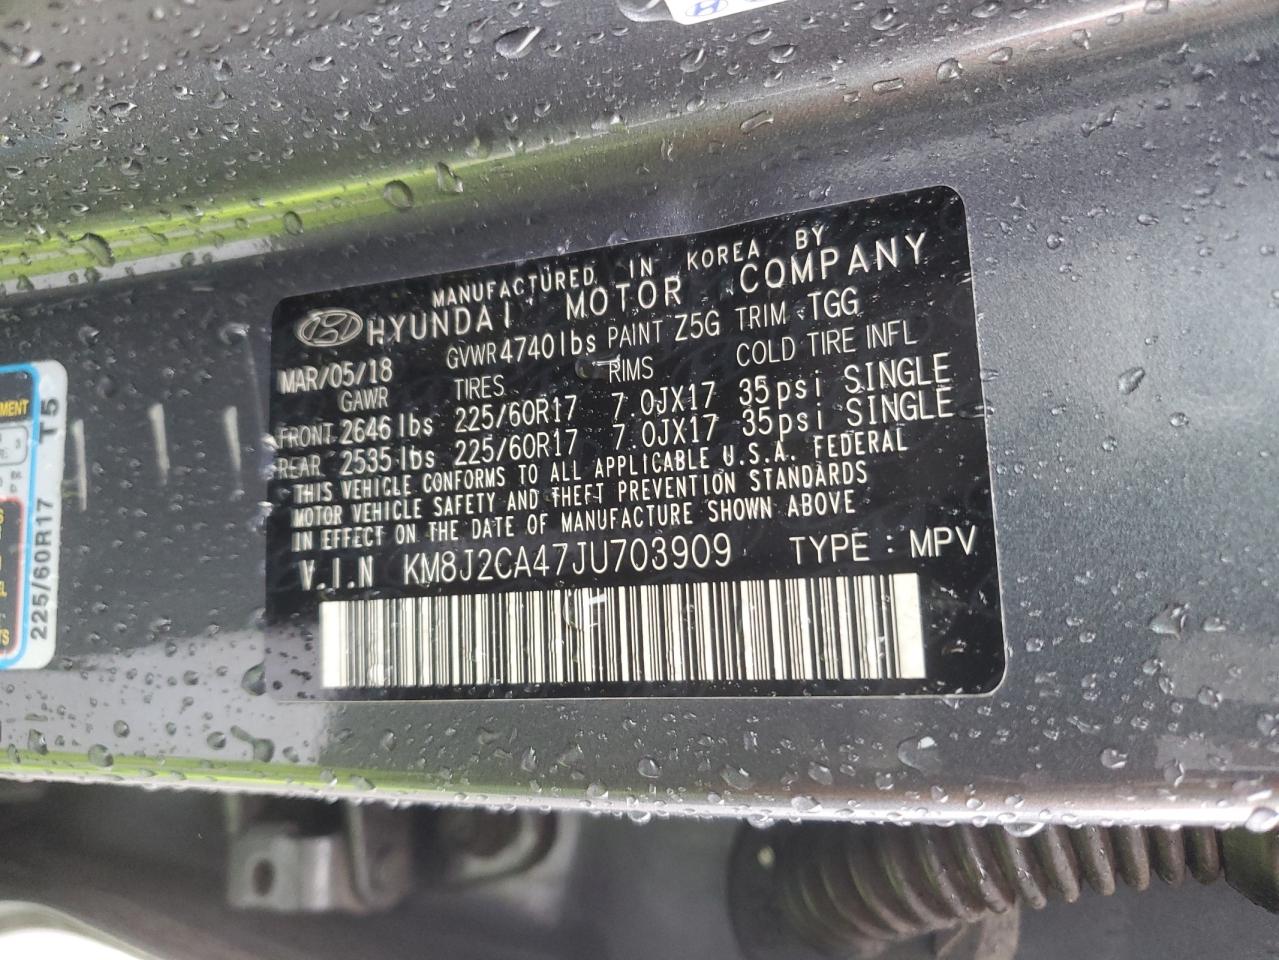 MANUFACTURED IN KOREA BY
HYUNDAI MOTOR COMPANY
MAR/05/18 GVWR 4740lbs PAINT Z5G TRIM TGG
GAWR TIRES RIMS COLD TIRE INFL
FRONT 2646 lbs 225/60R17 7.0JX17 35psi SINGLE
REAR 2535 lbs 225/60R17 7.0JX17 35psi SINGLE
THIS VEHICLE CONFORMS TO ALL APPLICABLE U.S.A. FEDERAL
MOTOR VEHICLE SAFETY AND THEFT PREVENTION STANDARDS
IN EFFECT ON THE DATE OF MANUFACTURE SHOWN ABOVE
V.I.N KM8J2CA47JU703909 TYPE : MPV
225/60R17 T5